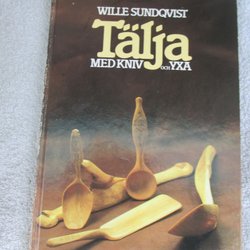 WILLE SUNDQVIST
Tälja
MED KNIV OCH YXA